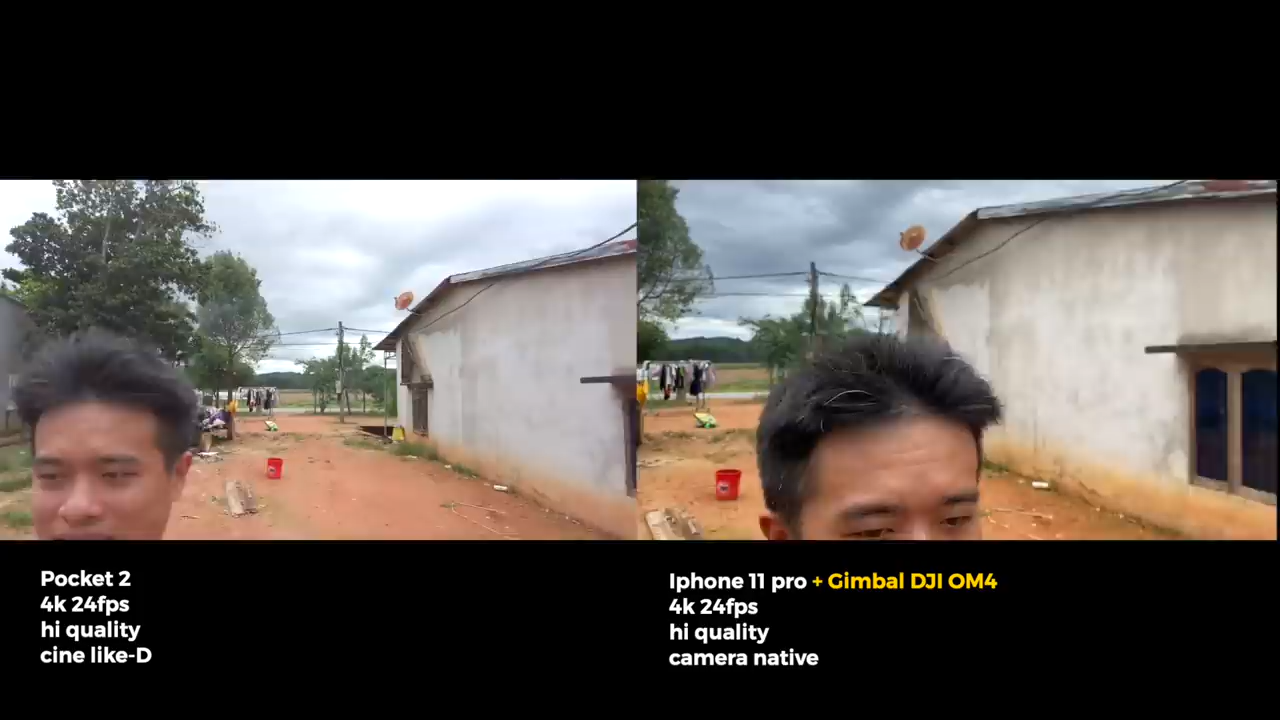 Pocket 2
4k 24fps
hi quality
cine like-D
Iphone 11 pro + Gimbal DJI OM4
4k 24fps
hi quality
camera native